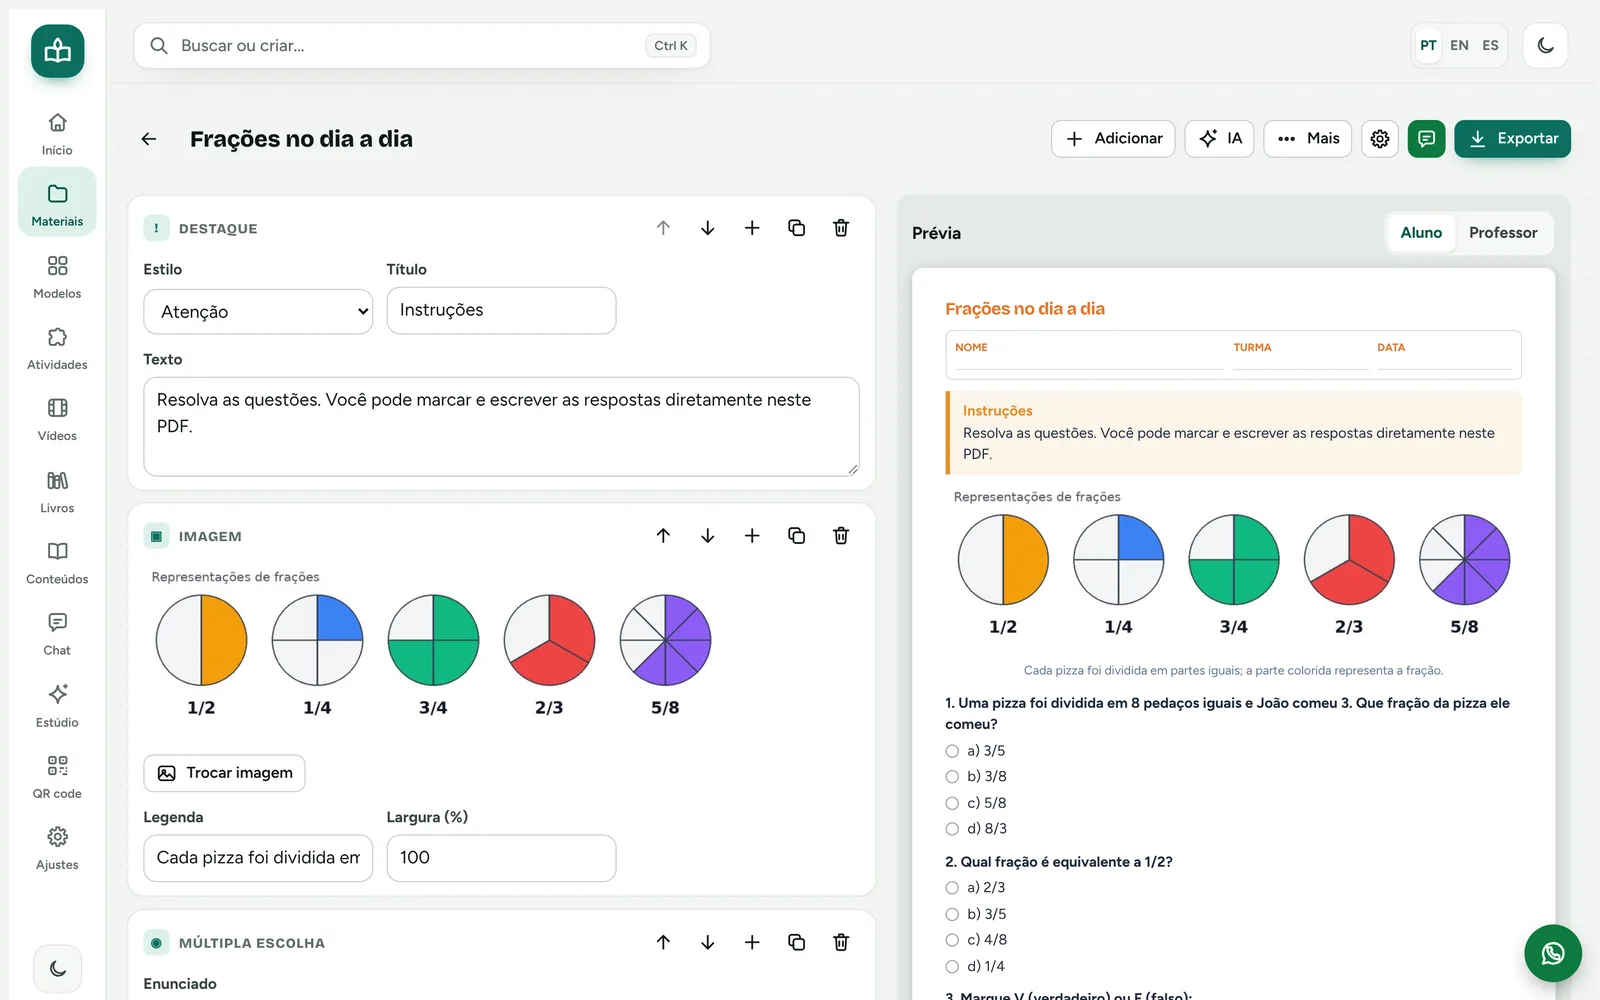 Buscar ou criar...
Ctrl K
PT
EN
ES
Início
Materiais
Modelos
Atividades
Vídeos
Livros
Conteúdos
Chat
Estúdio
QR code
Ajustes
Frações no dia a dia
Adicionar
IA
Mais
Exportar
! DESTAQUE
Estilo
Título
Atenção
Instruções
Texto
Resolva as questões. Você pode marcar e escrever as respostas diretamente neste
PDF.
IMAGEM
Representações de frações
1/2 1/4 3/4 2/3 5/8
Trocar imagem
Legenda
Largura (%)
Cada pizza foi dividida em
100
MÚLTIPLA ESCOLHA
Enunciado
Prévia
Aluno
Professor
Frações no dia a dia
NOME TURMA DATA
Instruções
Resolva as questões. Você pode marcar e escrever as respostas diretamente neste
PDF.
Representações de frações
1/2 1/4 3/4 2/3 5/8
Cada pizza foi dividida em partes iguais; a parte colorida representa a fração.
1. Uma pizza foi dividida em 8 pedaços iguais e João comeu 3. Que fração da pizza ele
comeu?
a) 3/5
b) 3/8
c) 5/8
d) 8/3
2. Qual fração é equivalente a 1/2?
a) 2/3
b) 3/5
c) 4/8
d) 1/4
3. Marque V (verdadeiro) ou F (falso):